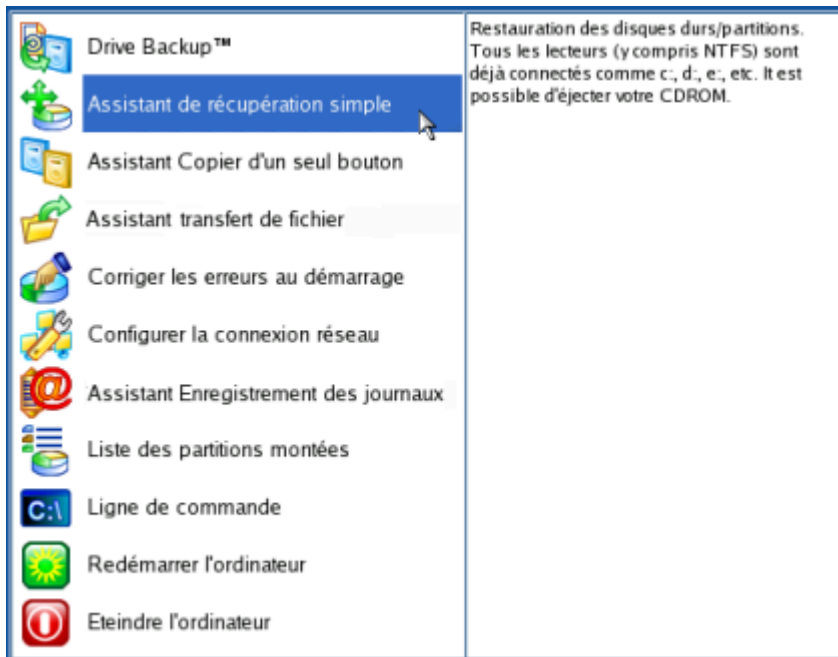 Drive Backup™
Assistant de récupération simple
Assistant Copier d'un seul bouton
Assistant transfert de fichier
Corriger les erreurs au démarrage
Configurer la connexion réseau
Assistant Enregistrement des journaux
Liste des partitions montées
C:\
Ligne de commande
Redémarrer l'ordinateur
Eteindre l'ordinateur
Restauration des disques durs/partitions.
Tous les lecteurs (y compris NTFS) sont
déjà connectés comme c:, d:, e:, etc. It est
possible d'éjecter votre CDROM.